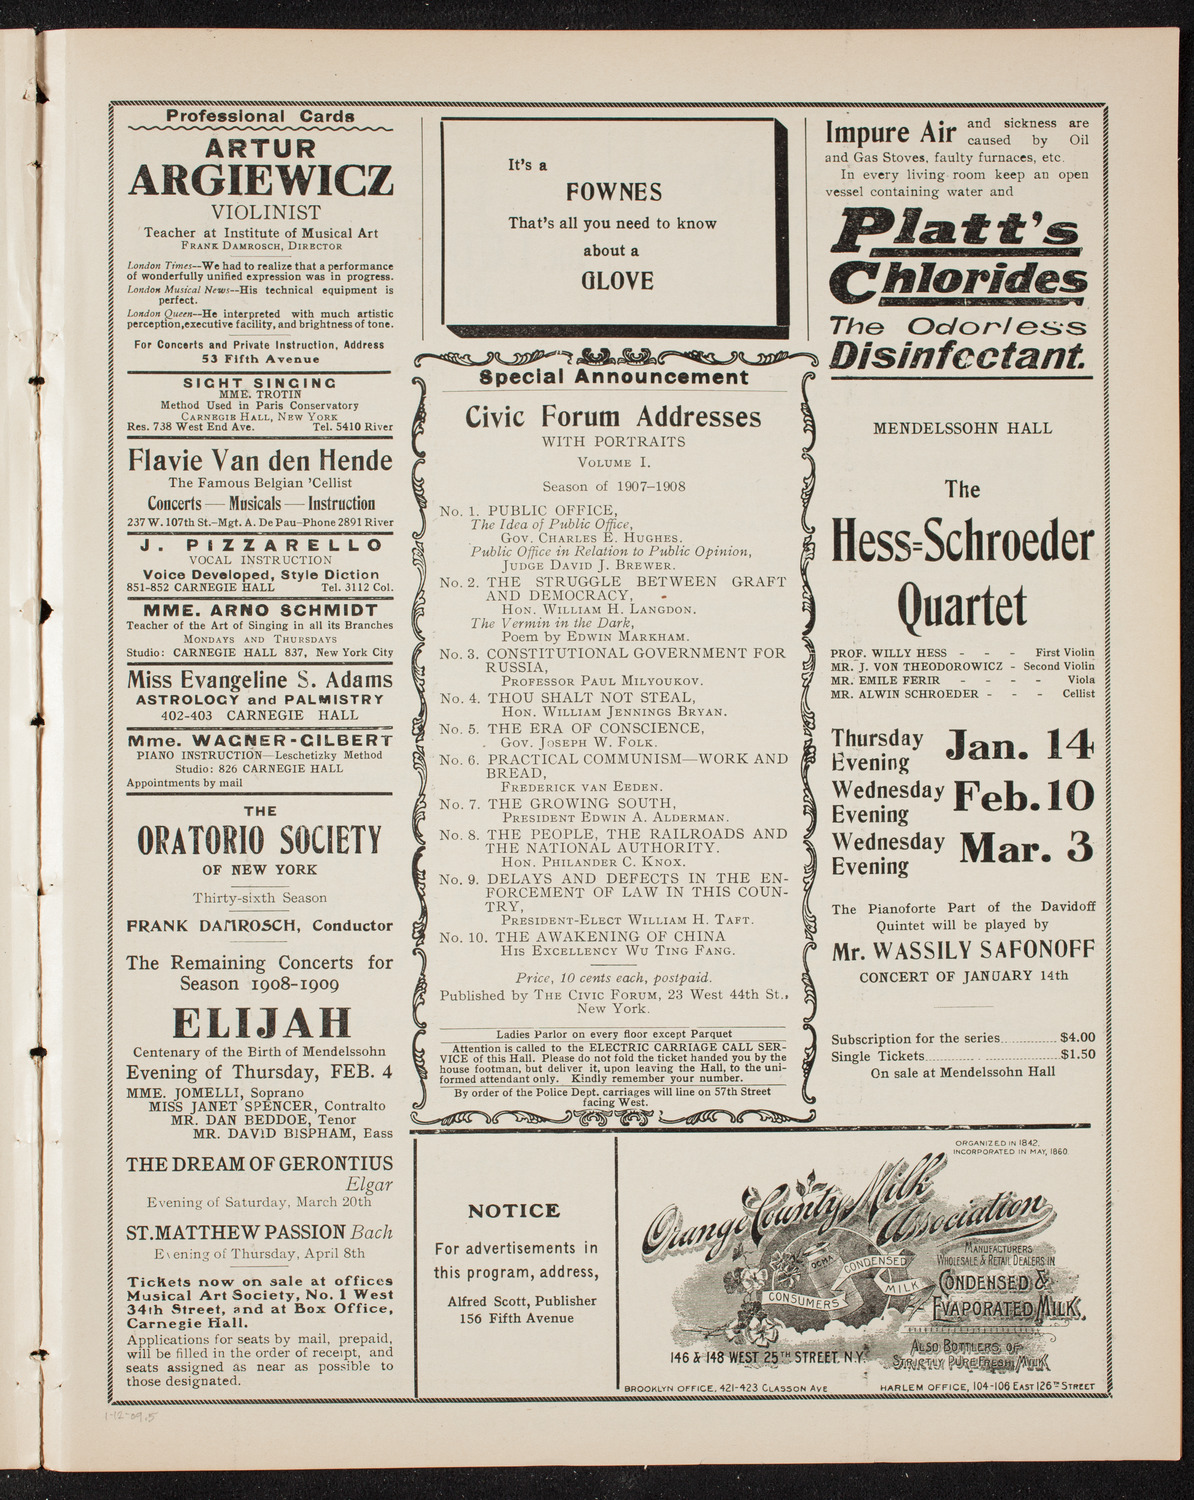 Professional Cards
ARTUR
ARGIEWICZ
VIOLINIST
Teacher at Institute of Musical Art
FRANK DAMROSCH, DIRECTOR
London Times--We had to realize that a performance
of wonderfully unified expression was in progress.
London Musical News--His technical equipment is
perfect.
London Queen--He interpreted with much artistic
perception, executive facility, and brightness of tone.
For Concerts and Private Instruction, Address
53 Fifth Avenue
SIGHT SINGING
MME. TROTIN
Method Used in Paris Conservatory
CARNEGIE HALL, NEW YORK
Res. 738 West End Ave. Tel. 5410 River
Flavie Van den Hende
The Famous Belgian 'Cellist
Concerts — Musicals — Instruction
237 W. 107th St.–Mgt. A. De Pau–Phone 2891 River
J. PIZZARELLO
VOCAL INSTRUCTION
Voice Developed, Style Diction
851-852 CARNEGIE HALL Tel. 3112 Col.
MME. ARNO SCHMIDT
Teacher of the Art of Singing in all its Branches
MONDAYS AND THURSDAYS
Studio: CARNEGIE HALL 837, New York City
Miss Evangeline S. Adams
ASTROLOGY and PALMISTRY
402-403 CARNEGIE HALL
Mme. WAGNER-GILBERT
PIANO INSTRUCTION—Leschetizky Method
Studio: 826 CARNEGIE HALL
Appointments by mail
THE
ORATORIO SOCIETY
OF NEW YORK
Thirty-sixth Season
FRANK DAMROSCH, Conductor
The Remaining Concerts for
Season 1908-1909
ELIJAH
Centenary of the Birth of Mendelssohn
Evening of Thursday, FEB. 4
MME. JOMELLI, Soprano
MISS JANET SPENCER, Contralto
MR. DAN BEDDOE, Tenor
MR. DAVID BISPHAM, Bass
THE DREAM OF GERONTIUS
Elgar
Evening of Saturday, March 20th
ST. MATTHEW PASSION Bach
Evening of Thursday, April 8th
Tickets now on sale at offices
Musical Art Society, No. 1 West
34th Street, and at Box Office,
Carnegie Hall.
Applications for seats by mail, prepaid,
will be filled in the order of receipt, and
seats assigned as near as possible to
those designated.
It's a
FOWNES
That's all you need to know
about a
GLOVE
Special Announcement
Civic Forum Addresses
WITH PORTRAITS
VOLUME I.
Season of 1907-1908
No. 1. PUBLIC OFFICE,
The Idea of Public Office,
GOV. CHARLES E. HUGHES.
Public Office in Relation to Public Opinion,
JUDGE DAVID J. BREWER.
No. 2. THE STRUGGLE BETWEEN GRAFT
AND DEMOCRACY,
HON. WILLIAM H. LANGDON.
The Vermin in the Dark,
Poem by EDWIN MARKHAM.
No. 3. CONSTITUTIONAL GOVERNMENT FOR
RUSSIA,
PROFESSOR PAUL MILYOUKOV.
No. 4. THOU SHALT NOT STEAL,
HON. WILLIAM JENNINGS BRYAN.
No. 5. THE ERA OF CONSCIENCE,
GOV. JOSEPH W. FOLK.
No. 6. PRACTICAL COMMUNISM—WORK AND
BREAD,
FREDERICK VAN EEDEN.
No. 7. THE GROWING SOUTH,
PRESIDENT EDWIN A. ALDERMAN.
No. 8. THE PEOPLE, THE RAILROADS AND
THE NATIONAL AUTHORITY.
HON. PHILANDER C. KNOX.
No. 9. DELAYS AND DEFECTS IN THE EN-
FORCEMENT OF LAW IN THIS COUN-
TRY,
PRESIDENT-ELECT WILLIAM H. TAFT.
No. 10. THE AWAKENING OF CHINA
HIS EXCELLENCY WU TING FANG.
Price, 10 cents each, postpaid.
Published by THE CIVIC FORUM, 23 West 44th St.,
New York.
Ladies Parlor on every floor except Parquet
Attention is called to the ELECTRIC CARRIAGE CALL SER-
VICE of this Hall. Please do not fold the ticket handed you by the
house footman, but deliver it, upon leaving the Hall, to the uni-
formed attendant only. Kindly remember your number.
By order of the Police Dept. carriages will line on 57th Street
facing West.
Impure Air and sickness are
caused by Oil
and Gas Stoves, faulty furnaces, etc.
In every living room keep an open
vessel containing water and
Platt's
Chlorides
The Odorless
Disinfectant.
MENDELSSOHN HALL
The
Hess-Schroeder
Quartet
PROF. WILLY HESS - - - First Violin
MR. J. VON THEODOROWICZ - Second Violin
MR. EMILE FERIR - - - - Viola
MR. ALWIN SCHROEDER - - - Cellist
Thursday Evening Jan. 14
Wednesday Evening Feb. 10
Wednesday Evening Mar. 3
The Pianoforte Part of the Davidoff
Quintet will be played by
Mr. WASSILY SAFONOFF
CONCERT OF JANUARY 14th
Subscription for the series.............. $4.00
Single Tickets.................................$1.50
On sale at Mendelssohn Hall
NOTICE
For advertisements in
this program, address,
Alfred Scott, Publisher
156 Fifth Avenue
ORGANIZED IN 1842.
INCORPORATED IN MAY, 1860.
Orange County Milk
Association
MANUFACTURERS
WHOLESALE & RETAIL DEALERS IN
CONDENSED &
EVAPORATED MILK,
OCMA
CONDENSED
MILK
CONSUMERS
ALSO BOTTLERS OF
STRICTLY PURE FRESH MILK
146 & 148 WEST 25TH STREET. N.Y.
BROOKLYN OFFICE, 421-423 CLASSON AVE
HARLEM OFFICE, 104-106 EAST 126TH STREET
1-12-09.5